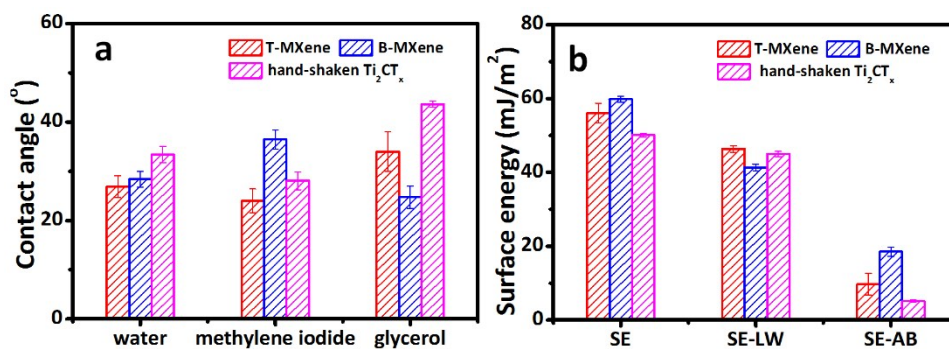 a
T-MXene B-MXene
hand-shaken Ti₂CTₓ
Contact angle (°)
60
40
20
0
water methylene iodide glycerol
b
T-MXene B-MXene
hand-shaken Ti₂CTₓ
Surface energy (mJ/m²)
80
60
40
20
0
SE SE-LW SE-AB